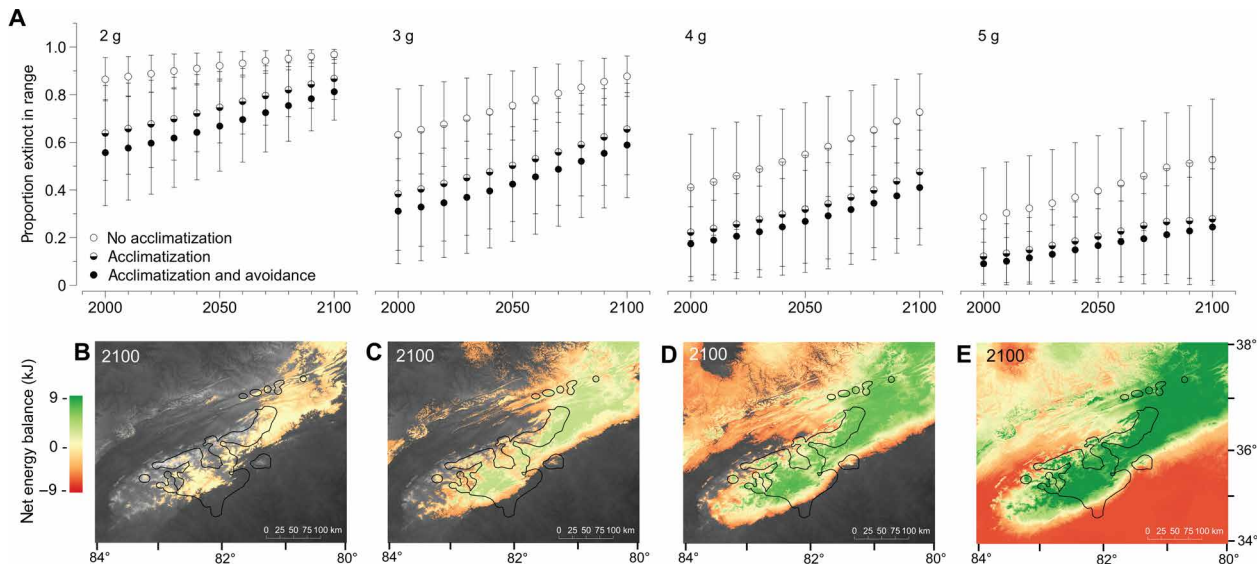 A
2 g
3 g
4 g
5 g
Proportion extinct in range
1.0
0.8
0.6
0.4
0.2
0
No acclimatization
Acclimatization
Acclimatization and avoidance
2000 2050 2100
2000 2050 2100
2000 2050 2100
2000 2050 2100
B 2100
C 2100
D 2100
E 2100
Net energy balance (kJ)
9
0
−9
0 25 50 75 100 km
0 25 50 75 100 km
0 25 50 75 100 km
0 25 50 75 100 km
38°
36°
34°
84° 82 80°
84° 82 80°
84° 82 80°
84° 82 80°